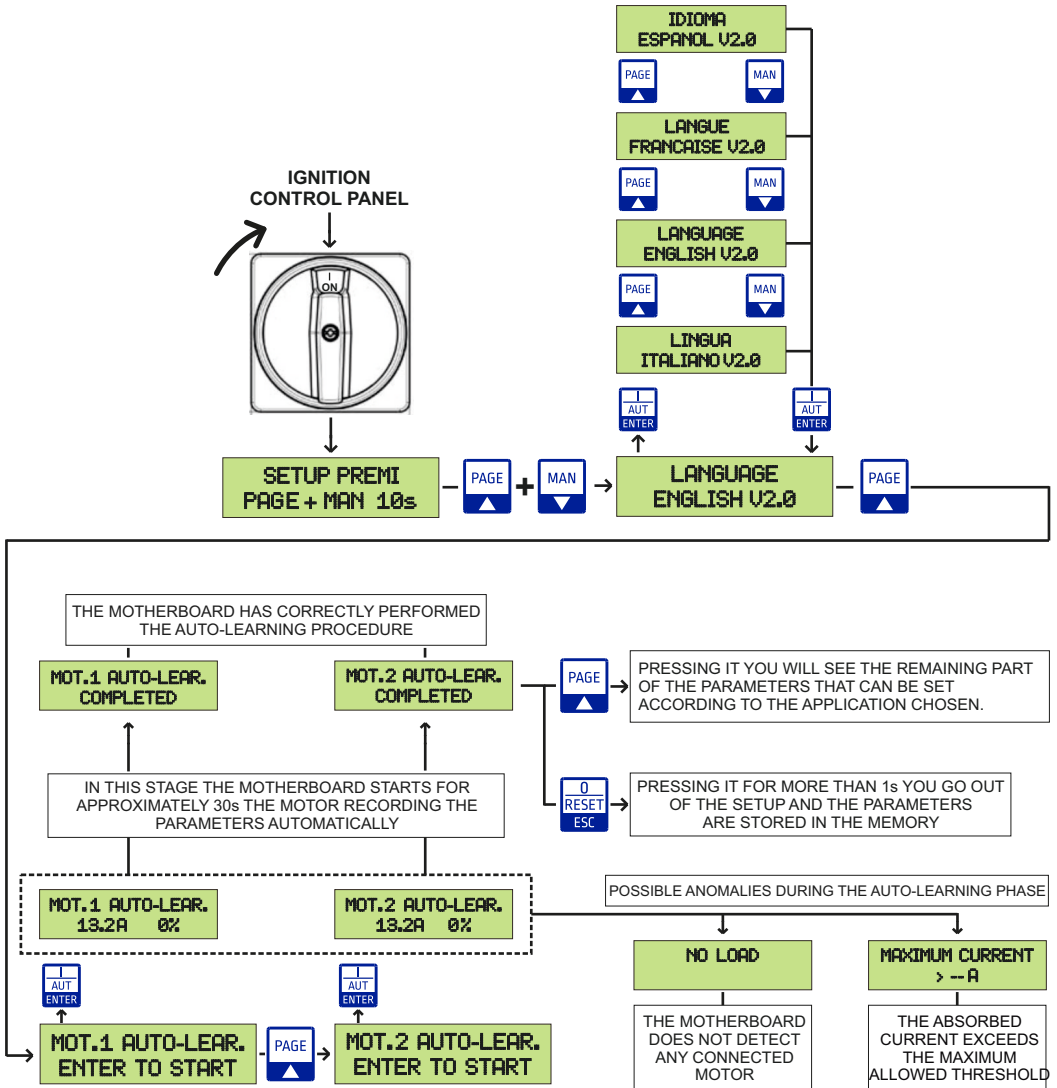 IDIOMA
ESPANOL V2.0
PAGE
MAN
LANGUE
FRANCAISE V2.0
PAGE
MAN
LANGUAGE
ENGLISH V2.0
PAGE
MAN
LINGUA
ITALIANO V2.0
I
AUT
ENTER
I
AUT
ENTER
IGNITION
CONTROL PANEL
I
ON
SETUP PREMI
PAGE + MAN 10s
PAGE
+
MAN
LANGUAGE
ENGLISH V2.0
PAGE
THE MOTHERBOARD HAS CORRECTLY PERFORMED
THE AUTO-LEARNING PROCEDURE
MOT.1 AUTO-LEAR.
COMPLETED
MOT.2 AUTO-LEAR.
COMPLETED
PAGE
PRESSING IT YOU WILL SEE THE REMAINING PART
OF THE PARAMETERS THAT CAN BE SET
ACCORDING TO THE APPLICATION CHOSEN.
IN THIS STAGE THE MOTHERBOARD STARTS FOR
APPROXIMATELY 30s THE MOTOR RECORDING THE
PARAMETERS AUTOMATICALLY
0
RESET
ESC
PRESSING IT FOR MORE THAN 1s YOU GO OUT
OF THE SETUP AND THE PARAMETERS
ARE STORED IN THE MEMORY
MOT.1 AUTO-LEAR.
13.2A 0%
MOT.2 AUTO-LEAR.
13.2A 0%
POSSIBLE ANOMALIES DURING THE AUTO-LEARNING PHASE
NO LOAD
MAXIMUM CURRENT
> -- A
THE MOTHERBOARD
DOES NOT DETECT
ANY CONNECTED
MOTOR
THE ABSORBED
CURRENT EXCEEDS
THE MAXIMUM
ALLOWED THRESHOLD
I
AUT
ENTER
I
AUT
ENTER
MOT.1 AUTO-LEAR.
ENTER TO START
PAGE
MOT.2 AUTO-LEAR.
ENTER TO START